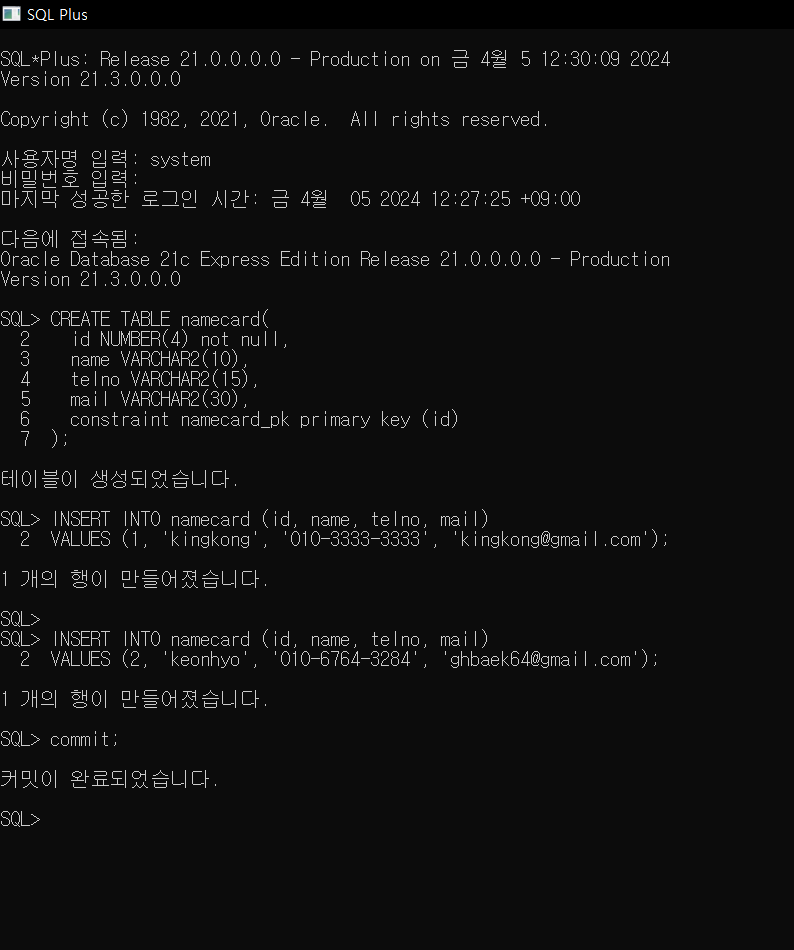 SQL Plus
SQL*Plus: Release 21.0.0.0.0 - Production on 금 4월 5 12:30:09 2024
Version 21.3.0.0.0
Copyright (c) 1982, 2021, Oracle.  All rights reserved.
사용자명 입력: system
비밀번호 입력:
마지막 성공한 로그인 시간: 금 4월  05 2024 12:27:25 +09:00
다음에 접속됨:
Oracle Database 21c Express Edition Release 21.0.0.0.0 - Production
Version 21.3.0.0.0
SQL> CREATE TABLE namecard(
  2    id NUMBER(4) not null,
  3    name VARCHAR2(10),
  4    telno VARCHAR2(15),
  5    mail VARCHAR2(30),
  6    constraint namecard_pk primary key (id)
  7  );
테이블이 생성되었습니다.
SQL> INSERT INTO namecard (id, name, telno, mail)
  2  VALUES (1, 'kingkong', '010-3333-3333', 'kingkong@gmail.com');
1 개의 행이 만들어졌습니다.
SQL>
SQL> INSERT INTO namecard (id, name, telno, mail)
  2  VALUES (2, 'keonhyo', '010-6764-3284', 'ghbaek64@gmail.com');
1 개의 행이 만들어졌습니다.
SQL> commit;
커밋이 완료되었습니다.
SQL>